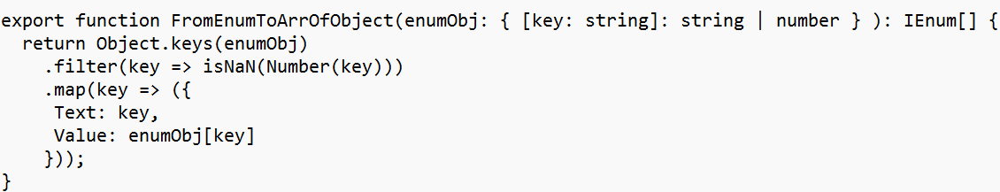 export function FromEnumToArrOfObject(enumObj: { [key: string]: string | number } ): IEnum[] {
  return Object.keys(enumObj)
    .filter(key => isNaN(Number(key)))
    .map(key => ({
     Text: key,
     Value: enumObj[key]
    }));
}